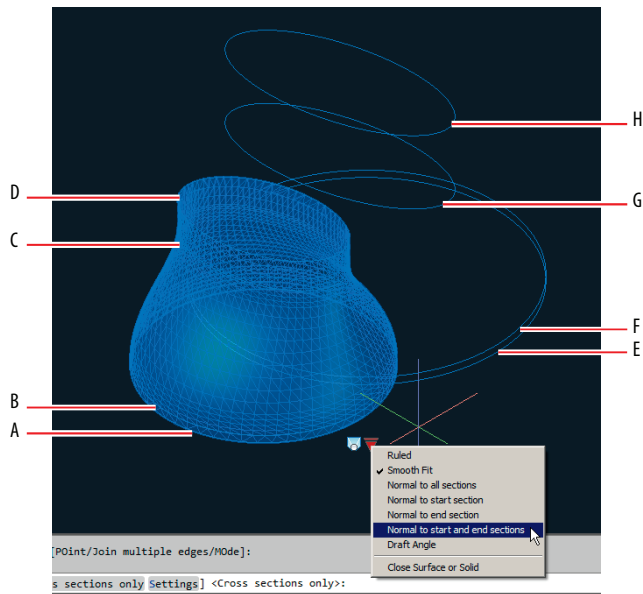 H
D
G
C
F
E
B
A
Ruled
Smooth Fit
Normal to all sections
Normal to start section
Normal to end section
Normal to start and end sections
Draft Angle
Close Surface or Solid
[POint/Join multiple edges/MOde]:
s sections only Settings] <Cross sections only>: